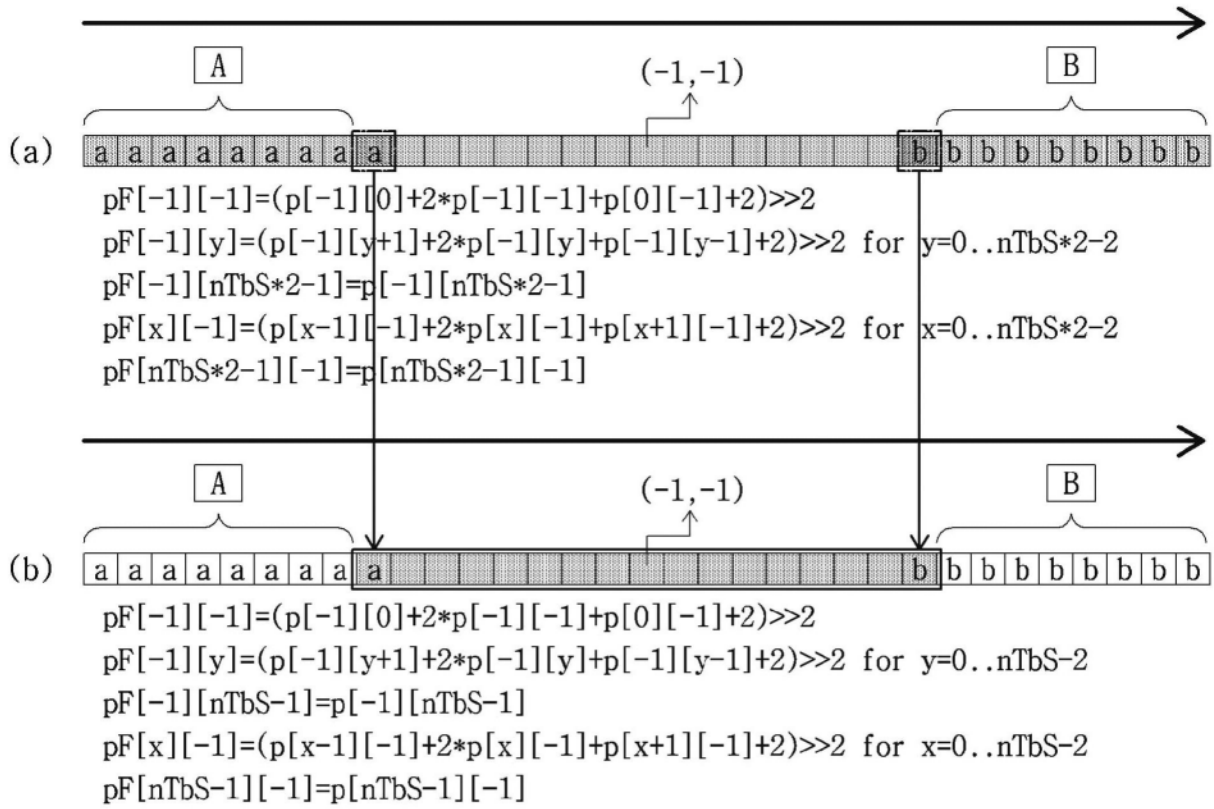 A
(-1,-1)
B
(a) a a a a a a a a b b b b b b b b b
pF[-1][-1]=(p[-1][0]+2*p[-1][-1]+p[0][-1]+2)>>2
pF[-1][y]=(p[-1][y+1]+2*p[-1][y]+p[-1][y-1]+2)>>2 for y=0..nTbS*2-2
pF[-1][nTbS*2-1]=p[-1][nTbS*2-1]
pF[x][-1]=(p[x-1][-1]+2*p[x][-1]+p[x+1][-1]+2)>>2 for x=0..nTbS*2-2
pF[nTbS*2-1][-1]=p[nTbS*2-1][-1]
A
(-1,-1)
B
(b) a a a a a a a a a b b b b b b b b b
pF[-1][-1]=(p[-1][0]+2*p[-1][-1]+p[0][-1]+2)>>2
pF[-1][y]=(p[-1][y+1]+2*p[-1][y]+p[-1][y-1]+2)>>2 for y=0..nTbS-2
pF[-1][nTbS-1]=p[-1][nTbS-1]
pF[x][-1]=(p[x-1][-1]+2*p[x][-1]+p[x+1][-1]+2)>>2 for x=0..nTbS-2
pF[nTbS-1][-1]=p[nTbS-1][-1]